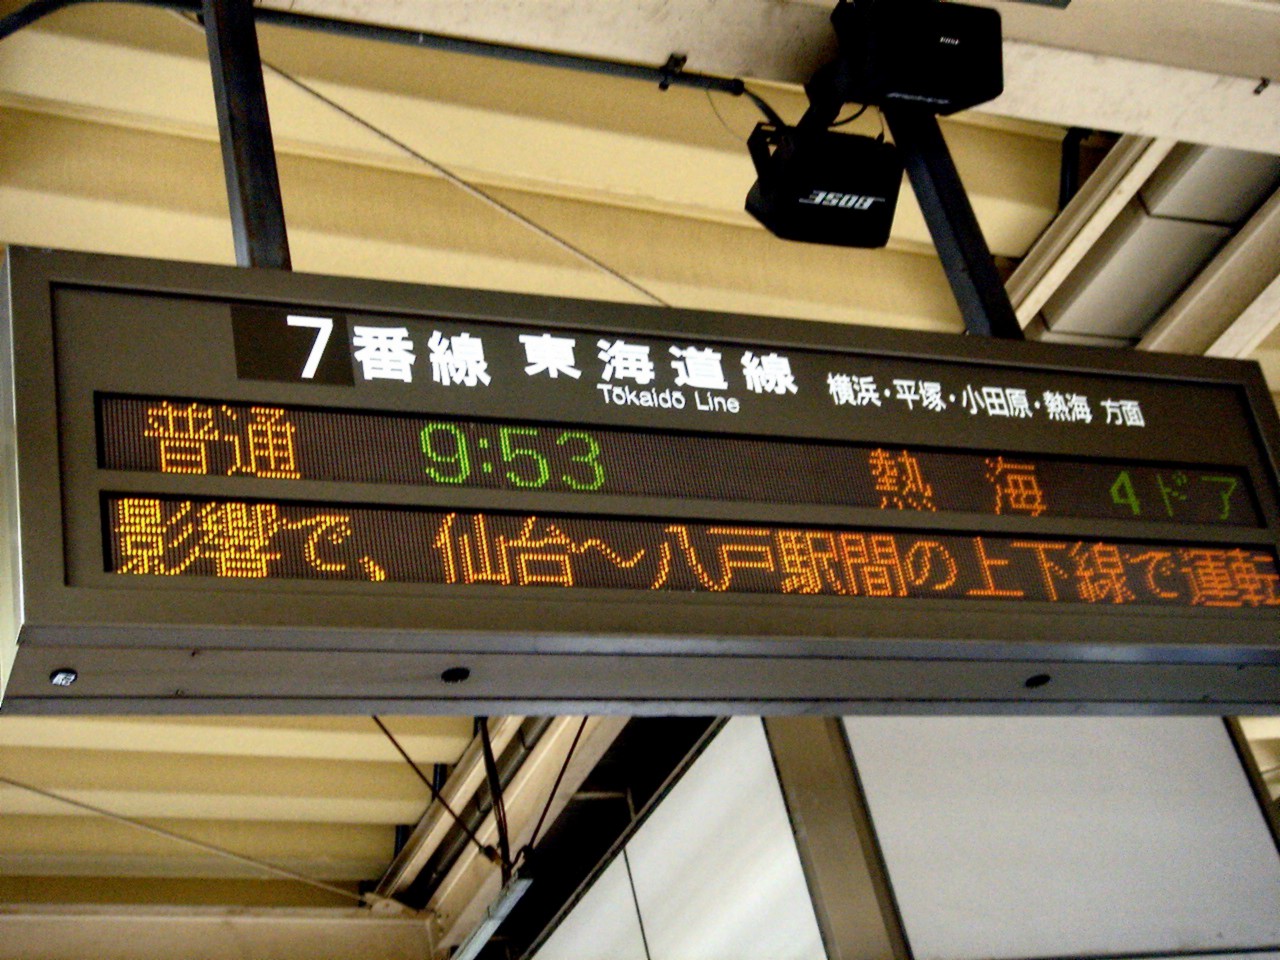 BOSE
7番線 東海道線 横浜・平塚・小田原・熱海 方面
Tōkaidō Line
普通 9:53 熱海 4ドア
影響で、仙台〜八戸駅間の上下線で運転